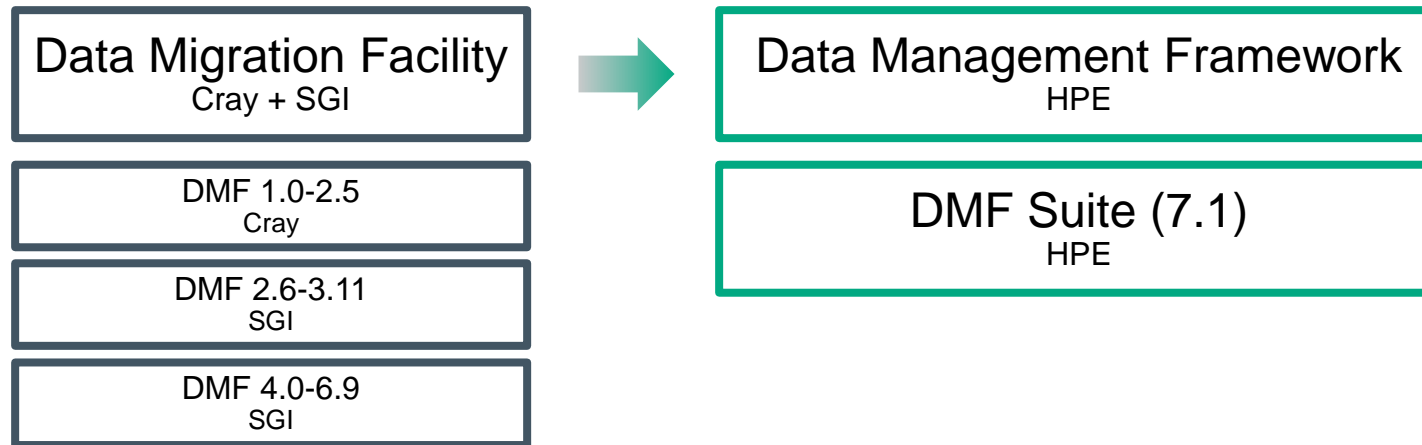 Data Migration Facility
Cray + SGI
DMF 1.0-2.5
Cray
DMF 2.6-3.11
SGI
DMF 4.0-6.9
SGI
Data Management Framework
HPE
DMF Suite (7.1)
HPE